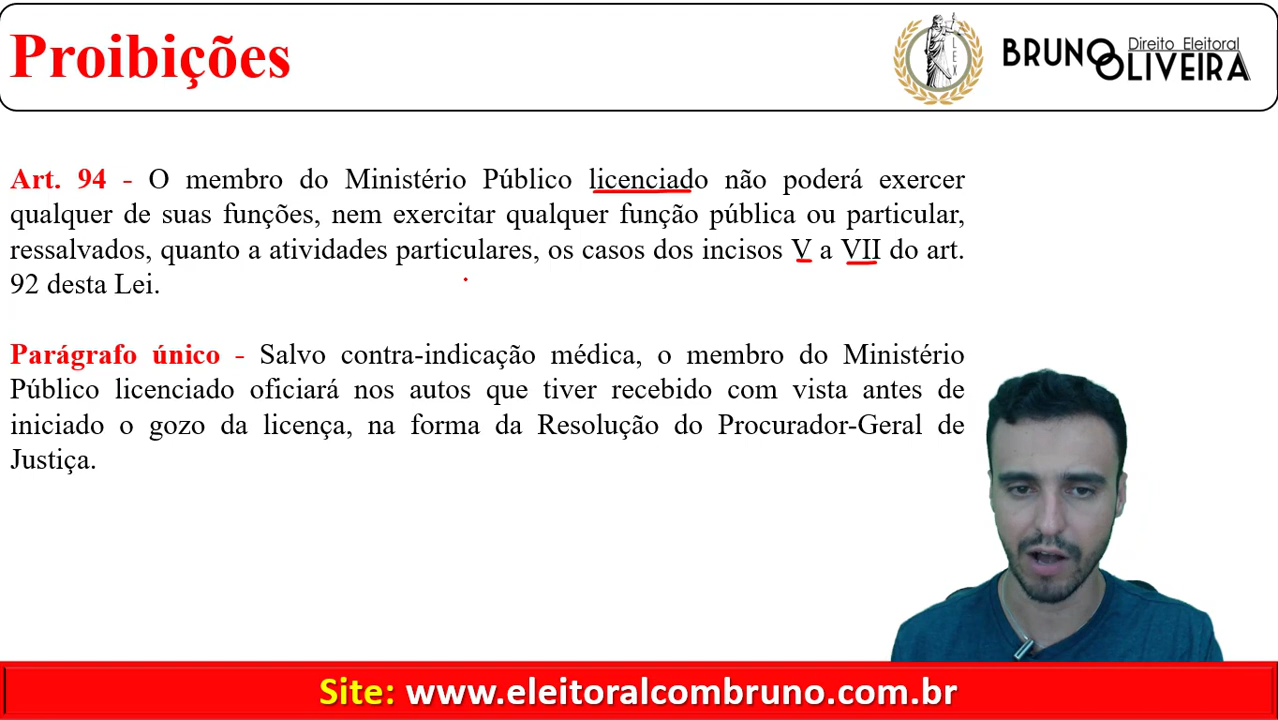 Proibições
LEX
BRUNO OLIVEIRA
Direito Eleitoral
Art. 94 - O membro do Ministério Público licenciado não poderá exercer
qualquer de suas funções, nem exercitar qualquer função pública ou particular,
ressalvados, quanto a atividades particulares, os casos dos incisos V a VII do art.
92 desta Lei.
Parágrafo único - Salvo contra-indicação médica, o membro do Ministério
Público licenciado oficiará nos autos que tiver recebido com vista antes de
iniciado o gozo da licença, na forma da Resolução do Procurador-Geral de
Justiça.
Site: www.eleitoralcombruno.com.br